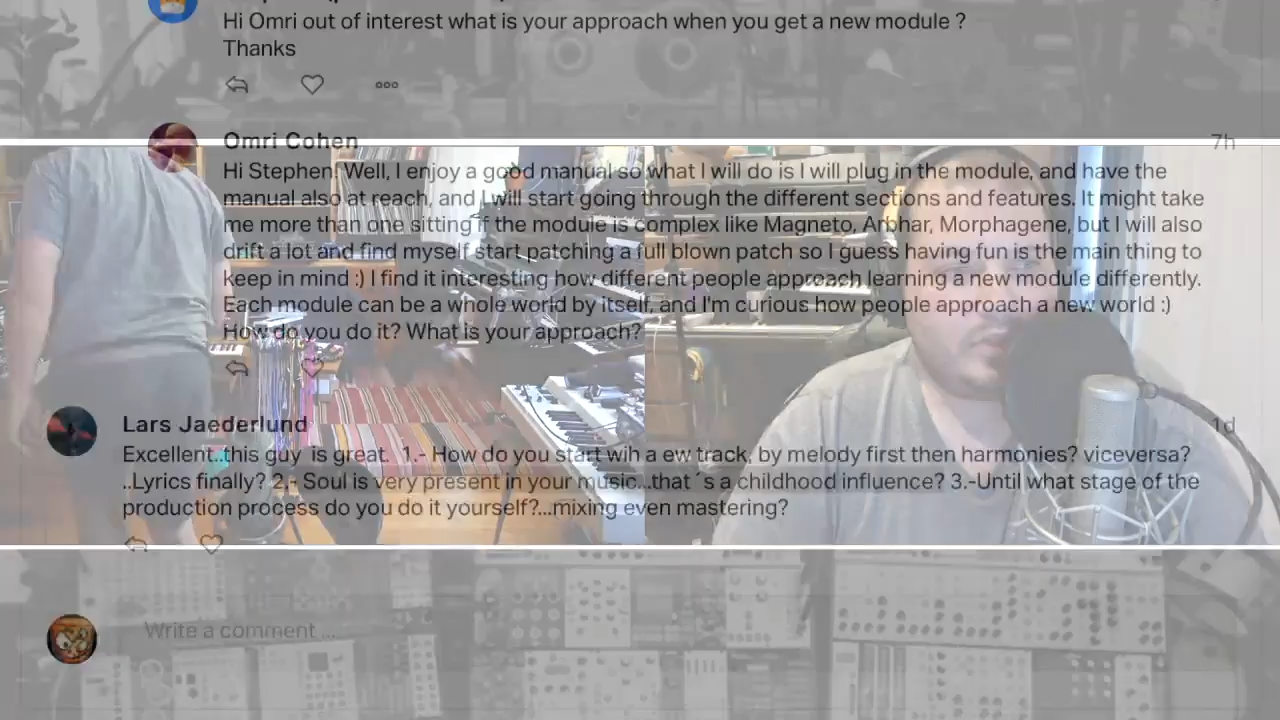 Hi Omri out of interest what is your approach when you get a new module ?
Thanks
Omri Cohen
7h
Hi Stephen! Well, I enjoy a good manual so what I will do is I will plug in the module, and have the
manual also at reach, and I will start going through the different sections and features. It might take
me more than one sitting if the module is complex like Magneto, Arbhar, Morphagene, but I will also
drift a lot and find myself start patching a full blown patch so I guess having fun is the main thing to
keep in mind :) I find it interesting how different people approach learning a new module differently.
Each module can be a whole world by itself, and I'm curious how people approach a new world :)
How do you do it? What is your approach?
Lars Jaederlund
1d
Excellent..this guy is great. 1.- How do you start wih a ew track, by melody first then harmonies? viceversa?
..Lyrics finally? 2.- Soul is very present in your music...that´s a childhood influence? 3.-Until what stage of the
production process do you do it yourself?...mixing even mastering?
Write a comment ...